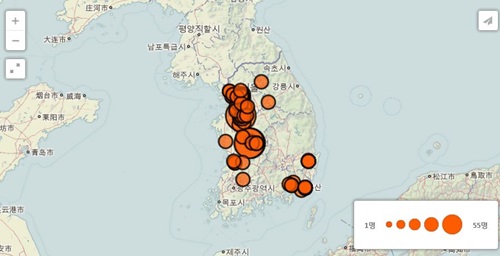 庄河市
평양직할시
원산
大连市
남포특급시
해주시
속초시
강릉시
烟台市 威海
莱阳市
青岛市
云港市
광주광역시
목포시
제주시
산
松江市
鳥取市
1명 55명